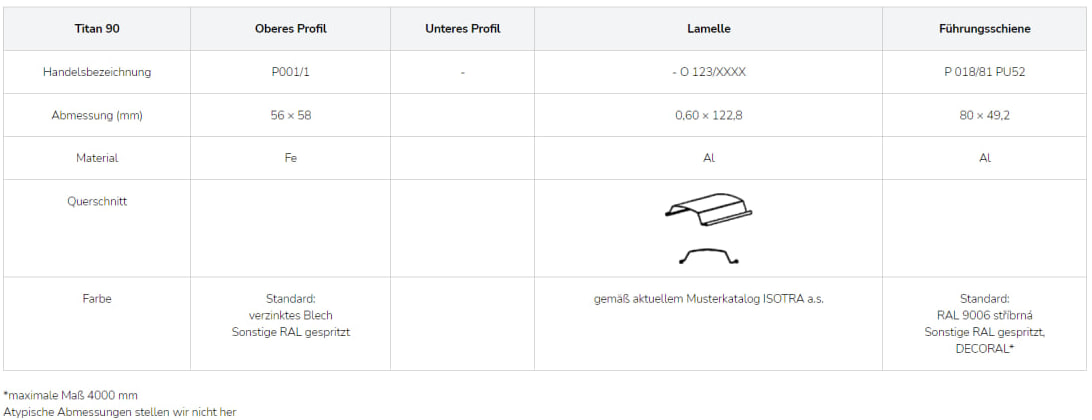 Titan 90 Oberes Profil Unteres Profil Lamelle Führungsschiene
Handelsbezeichnung P001/1 - - O 123/XXXX P 018/81 PU52
Abmessung (mm) 56 × 58 0,60 × 122,8 80 × 49,2
Material Fe Al Al
Querschnitt
Farbe Standard: gemäß aktuellem Musterkatalog ISOTRA a.s. Standard:
verzinktes Blech RAL 9006 stříbrná
Sonstige RAL gespritzt Sonstige RAL gespritzt,
DECORAL*
*maximale Maß 4000 mm
Atypische Abmessungen stellen wir nicht her